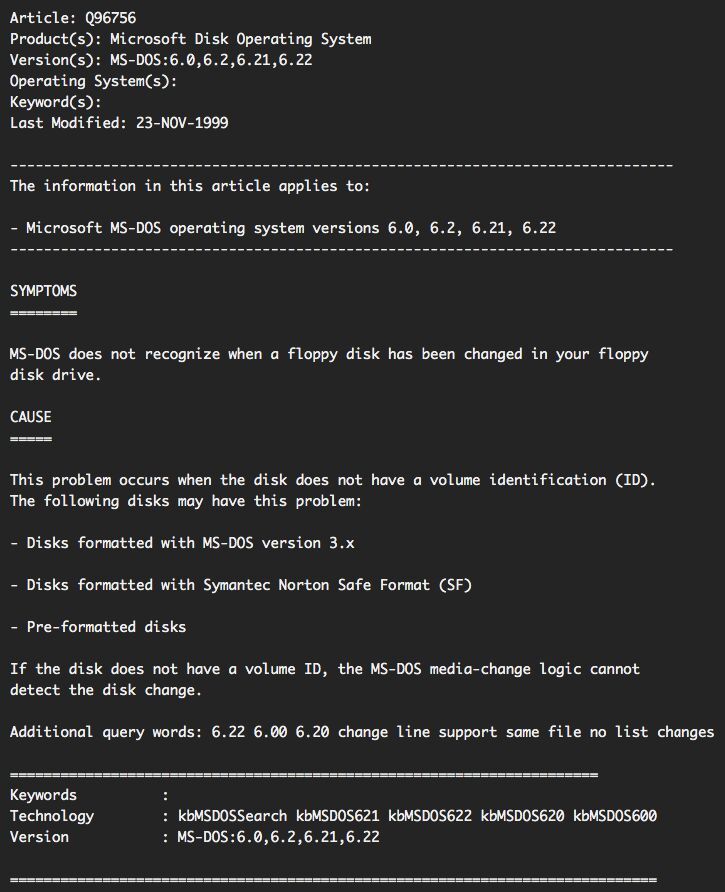 Article: Q96756
Product(s): Microsoft Disk Operating System
Version(s): MS-DOS:6.0,6.2,6.21,6.22
Operating System(s):
Keyword(s):
Last Modified: 23-NOV-1999
-------------------------------------------------------------------------------
The information in this article applies to:
- Microsoft MS-DOS operating system versions 6.0, 6.2, 6.21, 6.22
-------------------------------------------------------------------------------
SYMPTOMS
========
MS-DOS does not recognize when a floppy disk has been changed in your floppy
disk drive.
CAUSE
=====
This problem occurs when the disk does not have a volume identification (ID).
The following disks may have this problem:
- Disks formatted with MS-DOS version 3.x
- Disks formatted with Symantec Norton Safe Format (SF)
- Pre-formatted disks
If the disk does not have a volume ID, the MS-DOS media-change logic cannot
detect the disk change.
Additional query words: 6.22 6.00 6.20 change line support same file no list changes
======================================================================
Keywords          :
Technology        : kbMSDOSSearch kbMSDOS621 kbMSDOS622 kbMSDOS620 kbMSDOS600
Version           : MS-DOS:6.0,6.2,6.21,6.22
=============================================================================